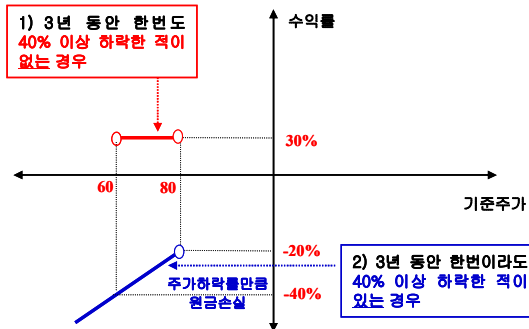 1) 3년 동안 한번도
40% 이상 하락한 적이
없는 경우
수익률
30%
60
80
기준주가
-20%
주가하락률만큼
원금손실
-40%
2) 3년 동안 한번이라도
40% 이상 하락한 적이
있는 경우